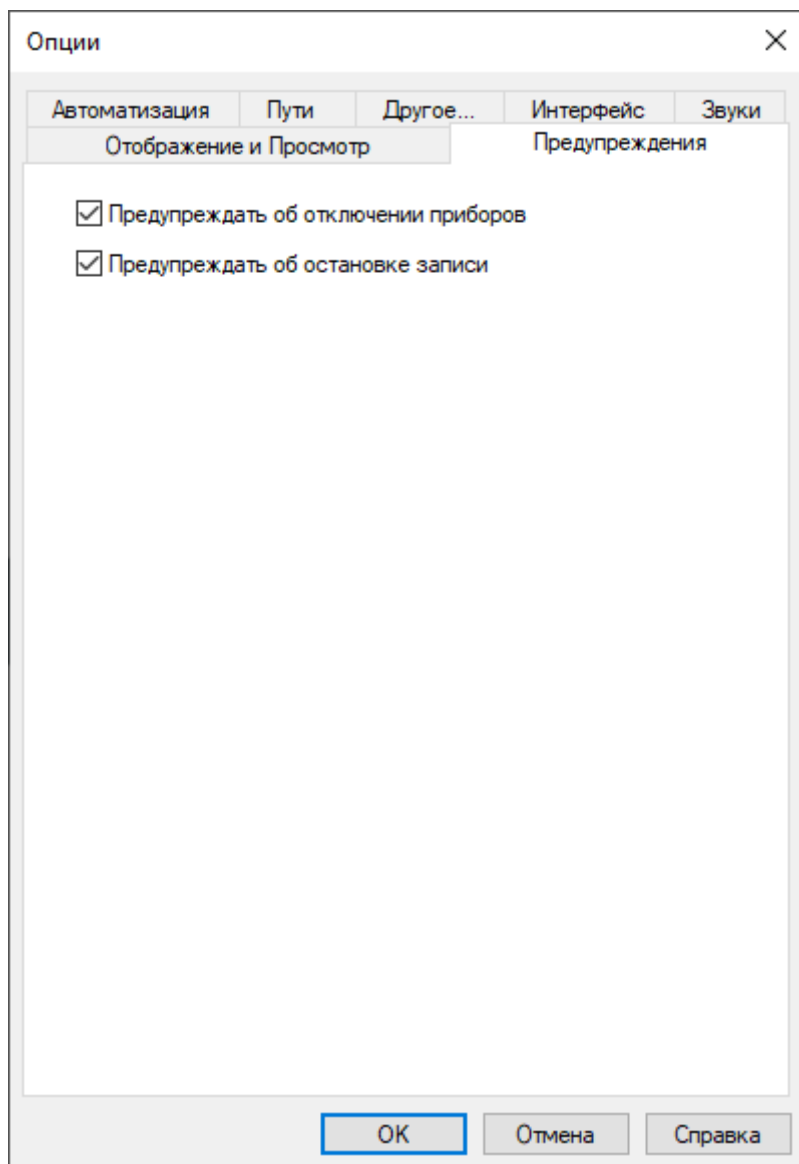 Опции
Автоматизация Пути Другое... Интерфейс Звуки
Отображение и Просмотр Предупреждения
Предупреждать об отключении приборов
Предупреждать об остановке записи
OK Отмена Справка